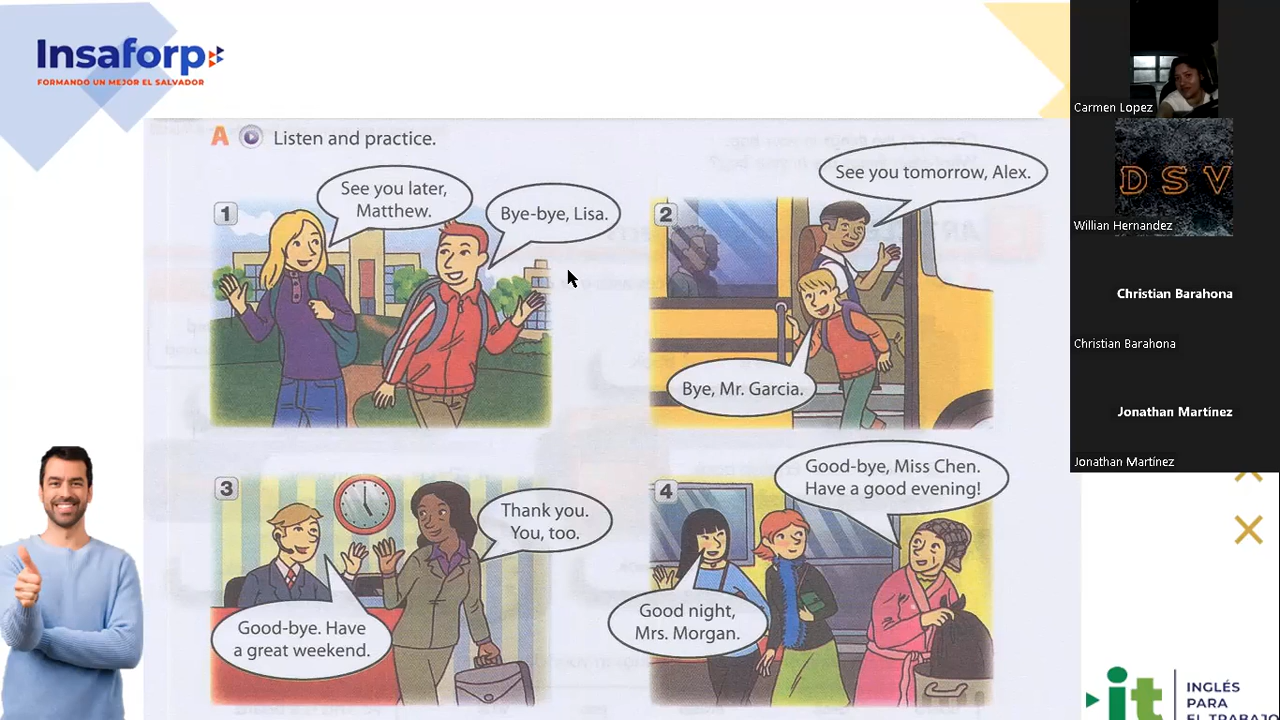 Insaforp
FORMANDO UN MEJOR EL SALVADOR
A Listen and practice.
1
See you later,
Matthew.
Bye-bye, Lisa.
2
See you tomorrow, Alex.
Bye, Mr. Garcia.
3
Thank you.
You, too.
Good-bye. Have
a great weekend.
4
Good-bye, Miss Chen.
Have a good evening!
Good night,
Mrs. Morgan.
Carmen Lopez
DSV
Willian Hernandez
Christian Barahona
Christian Barahona
Jonathan Martínez
Jonathan Martínez
it
INGLÉS
PARA
EL TRABAJO